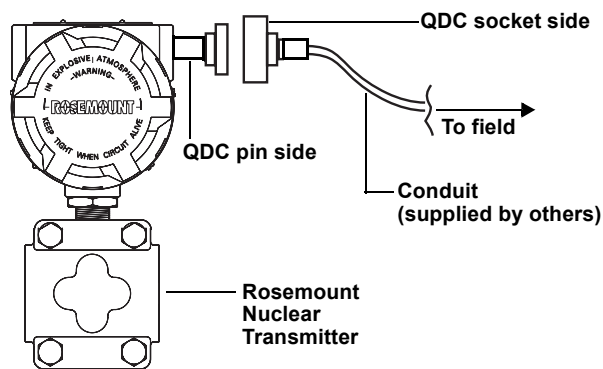 QDC socket side
IN EXPLOSIVE ATMOSPHERE
-WARNING-
ROSEMOUNT
KEEP TIGHT WHEN CIRCUIT ALIVE
To field
QDC pin side
Conduit
(supplied by others)
Rosemount
Nuclear
Transmitter